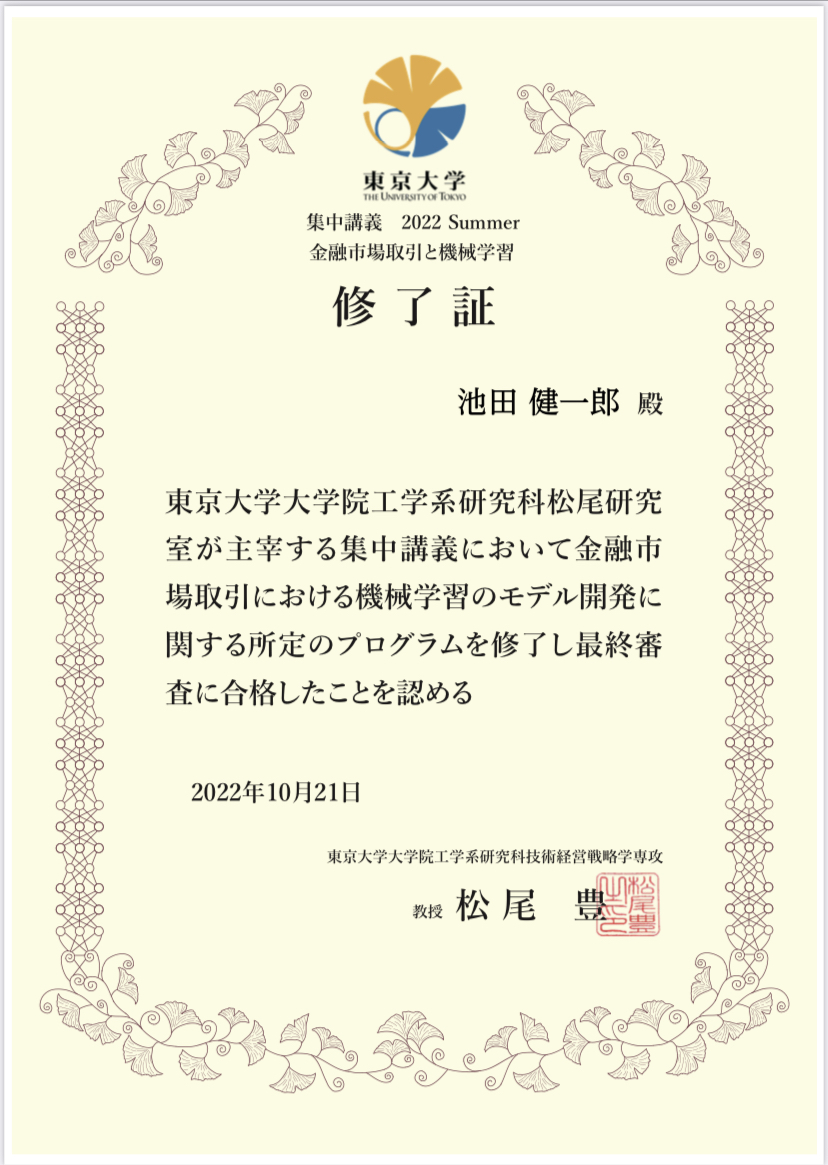 東京大学
THE UNIVERSITY OF TOKYO
集中講義　2022 Summer
金融市場取引と機械学習
修了証
池田 健一郎 殿
東京大学大学院工学系研究科松尾研究
室が主宰する集中講義において金融市
場取引における機械学習のモデル開発に
関する所定のプログラムを修了し最終審
査に合格したことを認める
2022年10月21日
東京大学大学院工学系研究科技術経営戦略学専攻
教授 松尾　豊
松尾豊之印